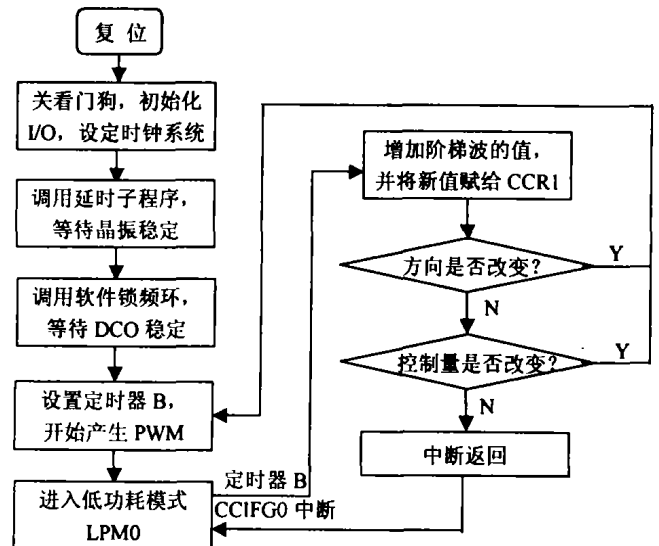 复 位
关看门狗，初始化
I/O，设定时钟系统
调用延时子程序，
等待晶振稳定
调用软件锁频环，
等待 DCO 稳定
设置定时器 B，
开始产生 PWM
进入低功耗模式
LPM0
定时器 B
CCIFG0 中断
增加阶梯波的值，
并将新值赋给 CCR1
方向是否改变？
Y
N
控制量是否改变？
Y
N
中断返回